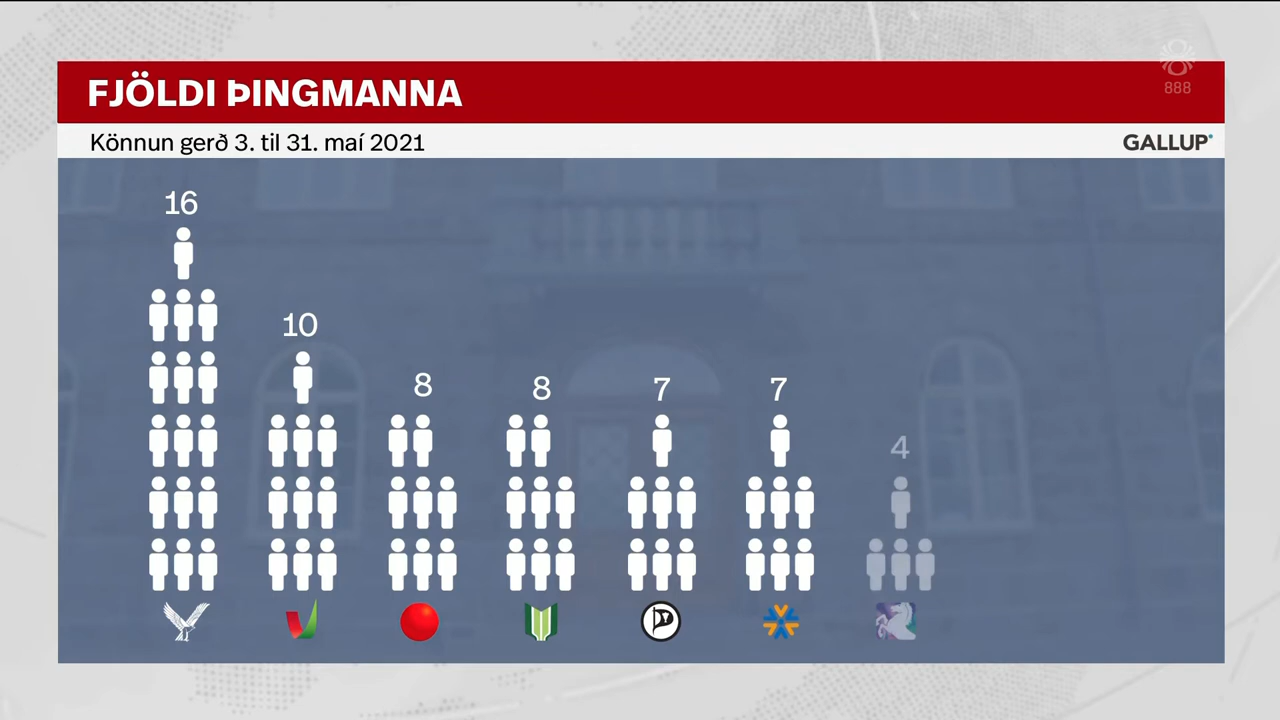 FJÖLDI ÞINGMANNA
888
Könnun gerð 3. til 31. maí 2021
GALLUP
16
10
8
8
7
7
4